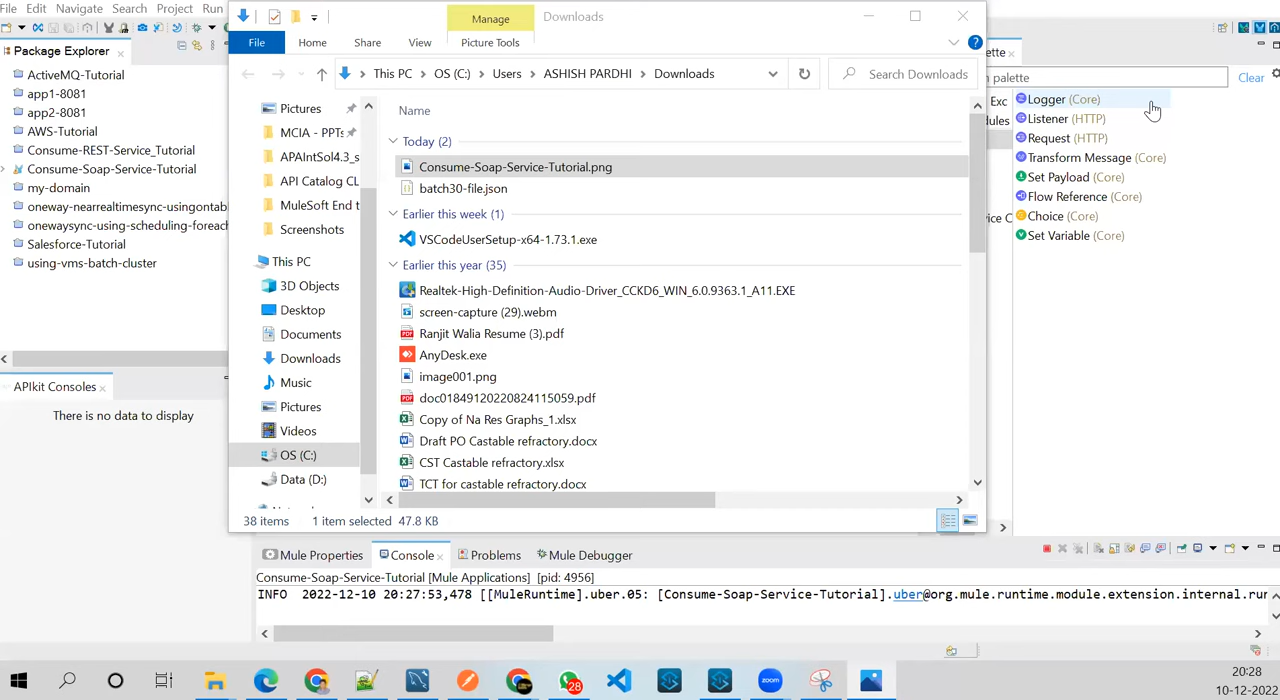 File Edit Navigate Search Project Run
Package Explorer
ActiveMQ-Tutorial
app1-8081
app2-8081
AWS-Tutorial
Consume-REST-Service_Tutorial
Consume-Soap-Service-Tutorial
my-domain
oneway-nearrealtimesync-usingontab
onewaysync-using-scheduling-foreach
Salesforce-Tutorial
using-vms-batch-cluster
APIkit Consoles
There is no data to display
Manage
Downloads
File Home Share View Picture Tools
This PC OS (C:) Users ASHISH PARDHI Downloads
Search Downloads
Pictures
MCIA - PPTs
APAIntSol4.3_s
API Catalog CL
MuleSoft End t
Screenshots
This PC
3D Objects
Desktop
Documents
Downloads
Music
Pictures
Videos
OS (C:)
Data (D:)
Name
Today (2)
Consume-Soap-Service-Tutorial.png
batch30-file.json
Earlier this week (1)
VSCodeUserSetup-x64-1.73.1.exe
Earlier this year (35)
Realtek-High-Definition-Audio-Driver_CCKD6_WIN_6.0.9363.1_A11.EXE
screen-capture (29).webm
Ranjit Walia Resume (3).pdf
AnyDesk.exe
image001.png
doc01849120220824115059.pdf
Copy of Na Res Graphs_1.xlsx
Draft PO Castable refractory.docx
CST Castable refractory.xlsx
TCT for castable refractory.docx
38 items 1 item selected 47.8 KB
ette
n palette
Clear
Exc
dules
ice C
Logger (Core)
Listener (HTTP)
Request (HTTP)
Transform Message (Core)
Set Payload (Core)
Flow Reference (Core)
Choice (Core)
Set Variable (Core)
Mule Properties Console Problems Mule Debugger
Consume-Soap-Service-Tutorial [Mule Applications] [pid: 4956]
INFO 2022-12-10 20:27:53,478 [[MuleRuntime].uber.05: [Consume-Soap-Service-Tutorial].uber@org.mule.runtime.module.extension.internal.run
28
zoom
20:28
10-12-2022